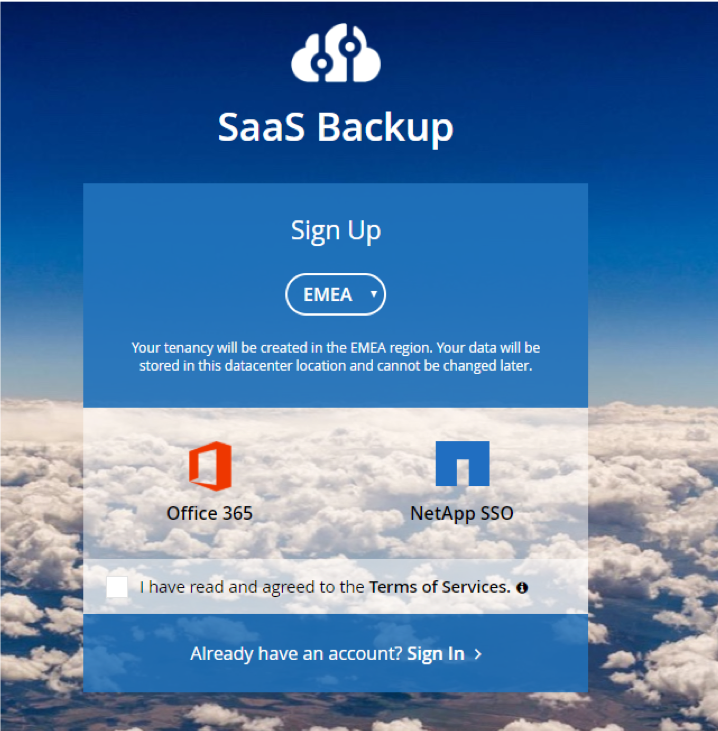 SaaS Backup
Sign Up
EMEA
Your tenancy will be created in the EMEA region. Your data will be
stored in this datacenter location and cannot be changed later.
Office 365
NetApp SSO
I have read and agreed to the Terms of Services.
Already have an account? Sign In >